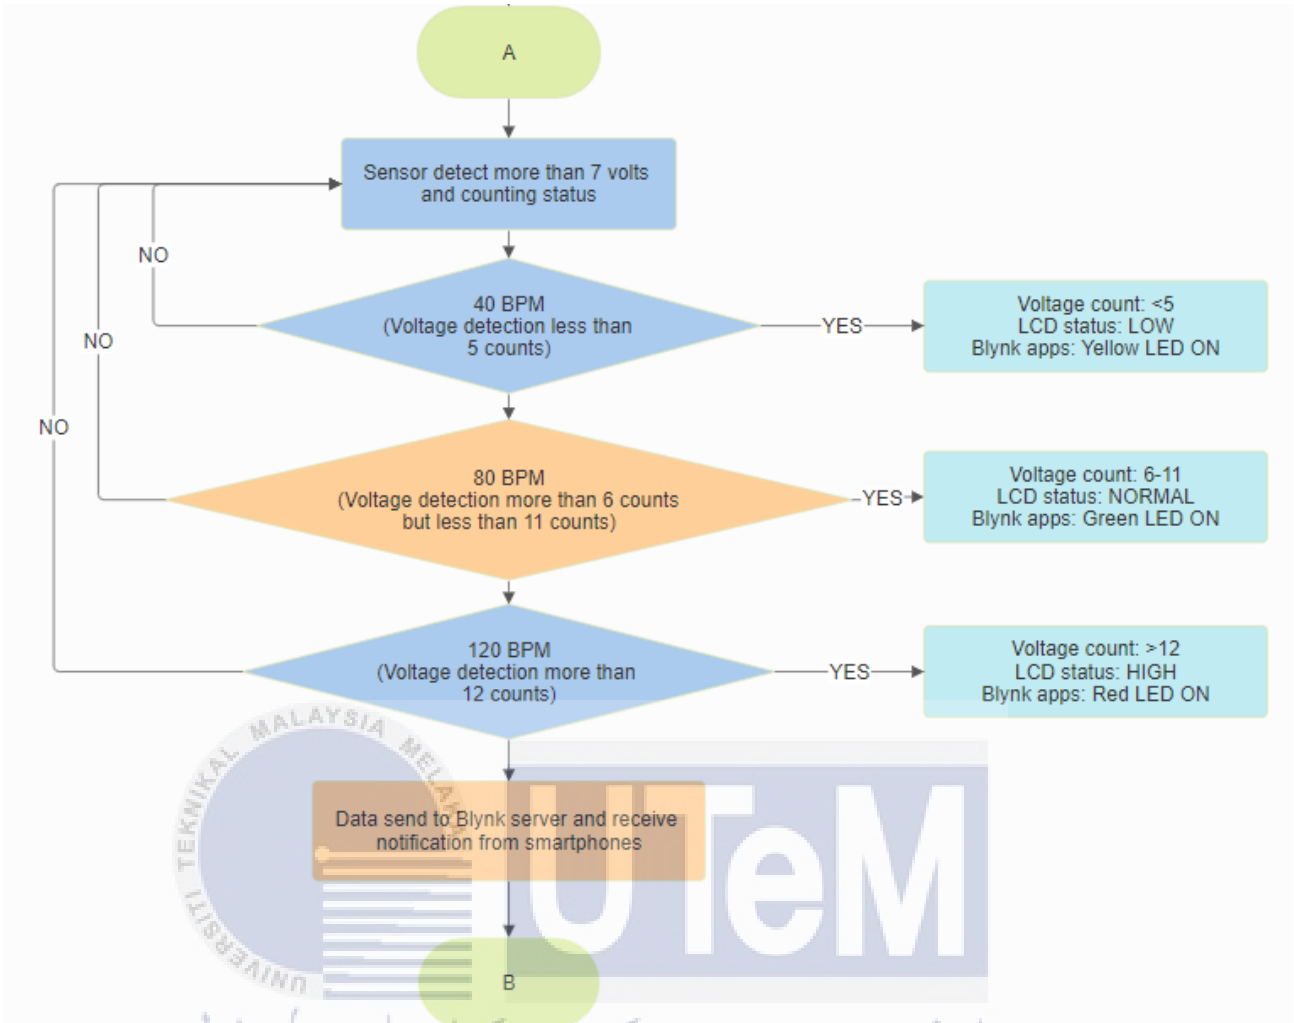 A
Sensor detect more than 7 volts
and counting status
NO
40 BPM
(Voltage detection less than
5 counts)
YES
Voltage count: <5
LCD status: LOW
Blynk apps: Yellow LED ON
NO
80 BPM
(Voltage detection more than 6 counts
but less than 11 counts)
YES
Voltage count: 6-11
LCD status: NORMAL
Blynk apps: Green LED ON
NO
120 BPM
(Voltage detection more than
12 counts)
YES
Voltage count: >12
LCD status: HIGH
Blynk apps: Red LED ON
Data send to Blynk server and receive
notification from smartphones
B
UNIVERSITI TEKNIKAL MALAYSIA MELAKA
UTeM